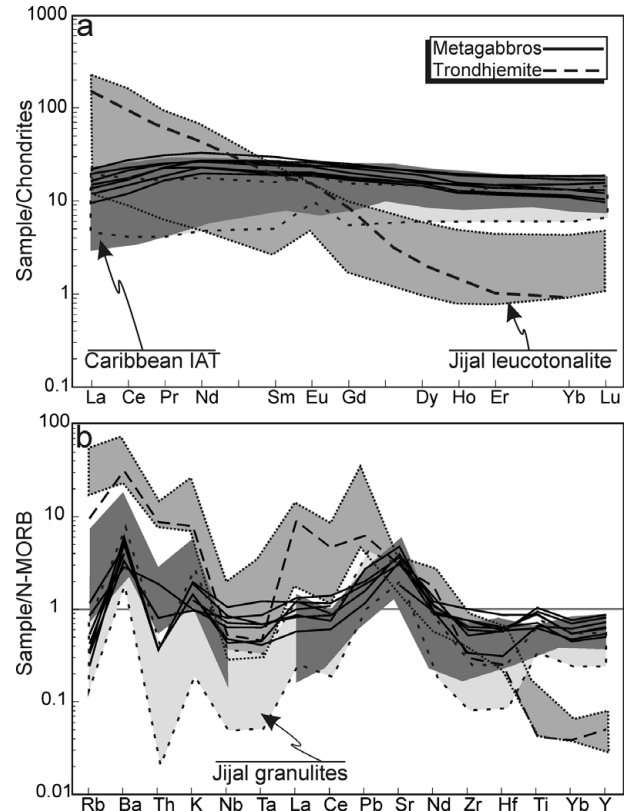 a
1000
100
10
1
0.1
Sample/Chondrites
Metagabbros
Trondhjemite
Caribbean IAT
Jijal leucotonalite
La Ce Pr Nd Sm Eu Gd Dy Ho Er Yb Lu
b
100
10
1
0.1
0.01
Sample/N-MORB
Jijal granulites
Rb Ba Th K Nb Ta La Ce Pb Sr Nd Zr Hf Ti Yb Y